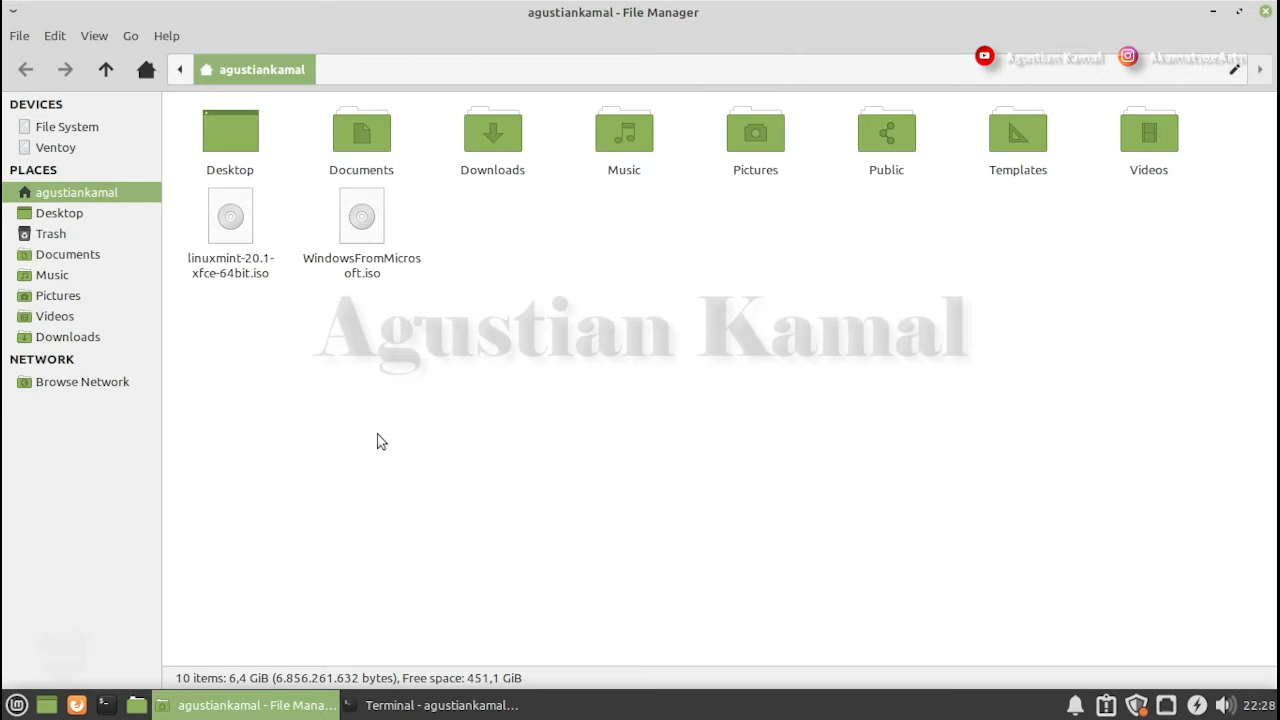 agustiankamal - File Manager
File Edit View Go Help
agustiankamal
Agustian Kamal
AkamativeArts
DEVICES
File System
Ventoy
PLACES
agustiankamal
Desktop
Trash
Documents
Music
Pictures
Videos
Downloads
NETWORK
Browse Network
Desktop
Documents
Downloads
Music
Pictures
Public
Templates
Videos
linuxmint-20.1-
xfce-64bit.iso
WindowsFromMicros
oft.iso
Agustian Kamal
10 items: 6,4 GiB (6.856.261.632 bytes), Free space: 451,1 GiB
agustiankamal - File Mana...
Terminal - agustiankamal...
22:28